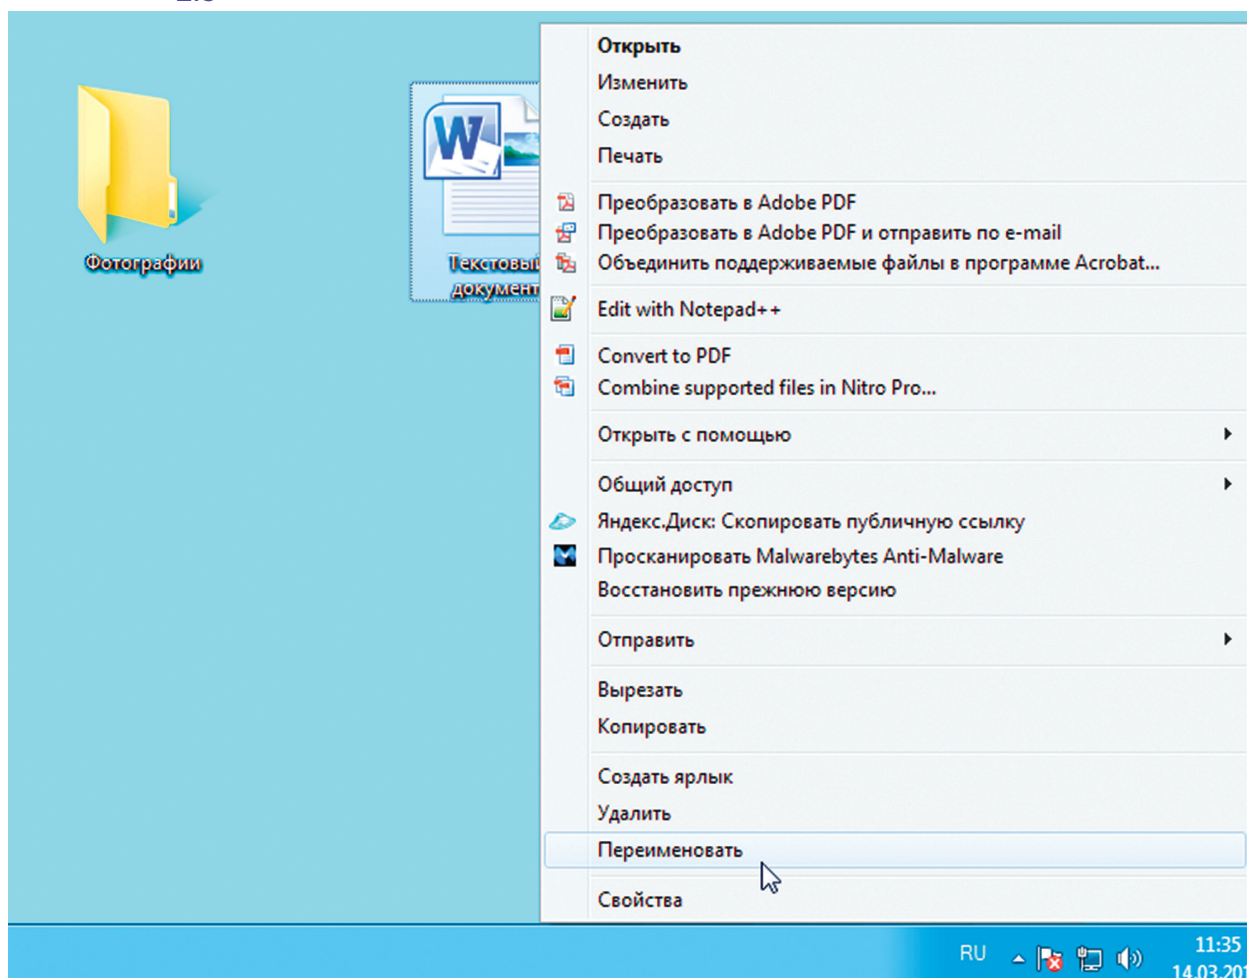 Фотографии
Текстовый
документ
Открыть
Изменить
Создать
Печать
Преобразовать в Adobe PDF
Преобразовать в Adobe PDF и отправить по e-mail
Объединить поддерживаемые файлы в программе Acrobat...
Edit with Notepad++
Convert to PDF
Combine supported files in Nitro Pro...
Открыть с помощью
Общий доступ
Яндекс.Диск: Скопировать публичную ссылку
Просканировать Malwarebytes Anti-Malware
Восстановить прежнюю версию
Отправить
Вырезать
Копировать
Создать ярлык
Удалить
Переименовать
Свойства
RU
11:35
14.03.20